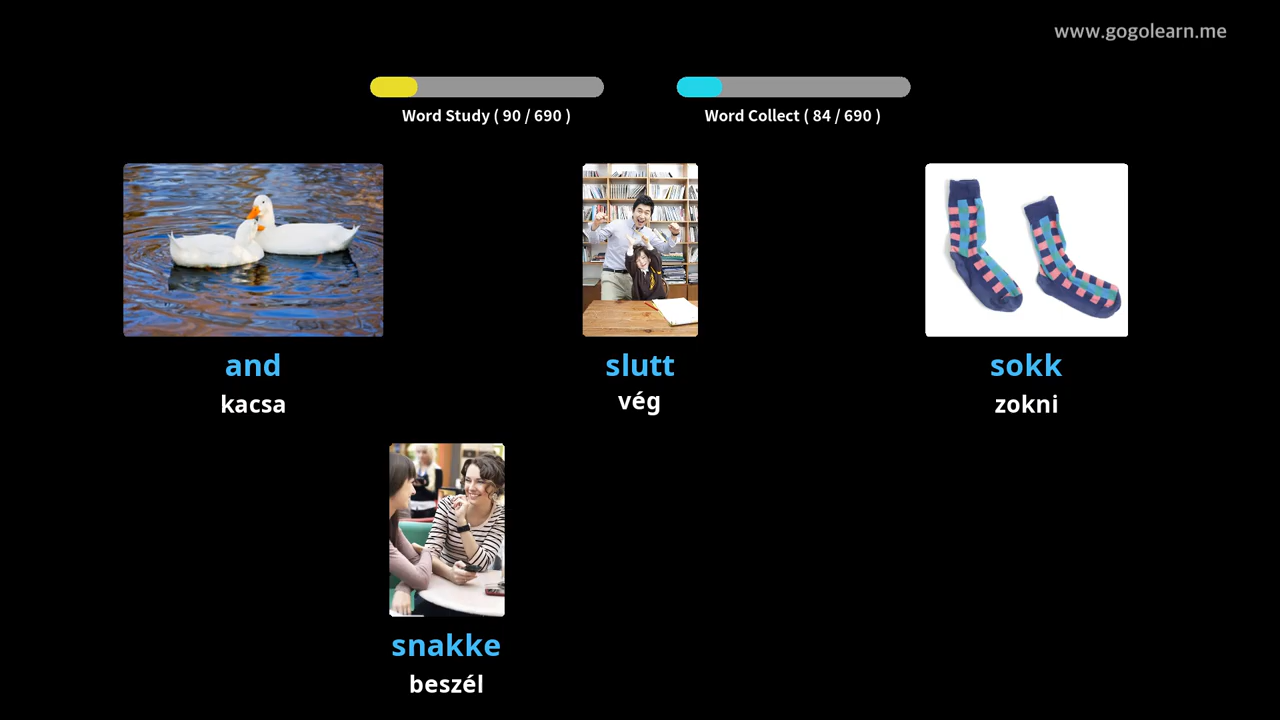 www.gogolearn.me
Word Study ( 90 / 690 )
Word Collect ( 84 / 690 )
and
kacsa
slutt
vég
sokk
zokni
snakke
beszél